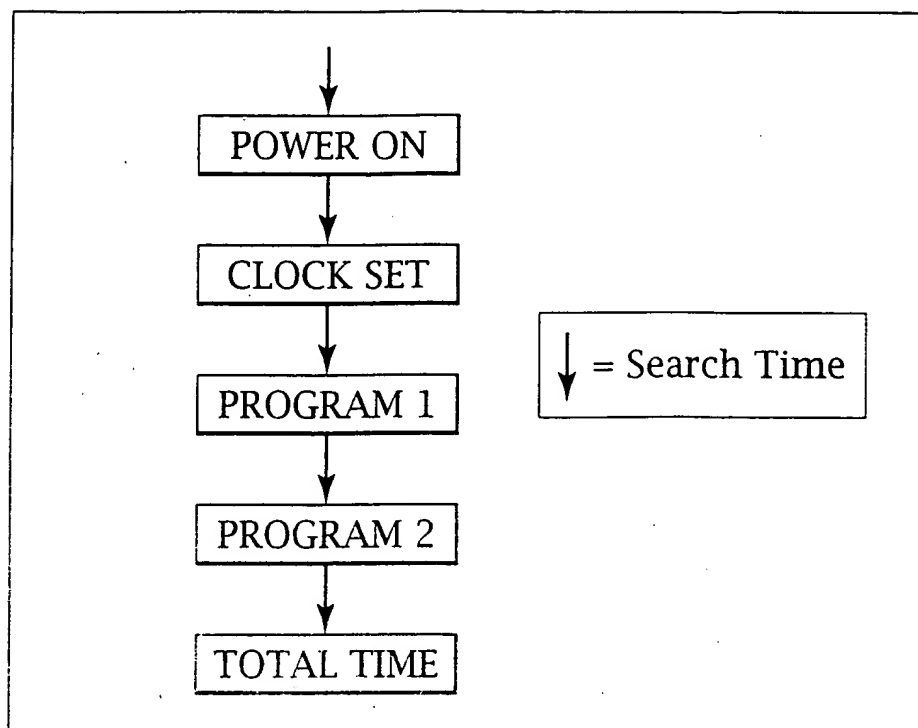 POWER ON
CLOCK SET
PROGRAM 1
= Search Time
PROGRAM 2
TOTAL TIME